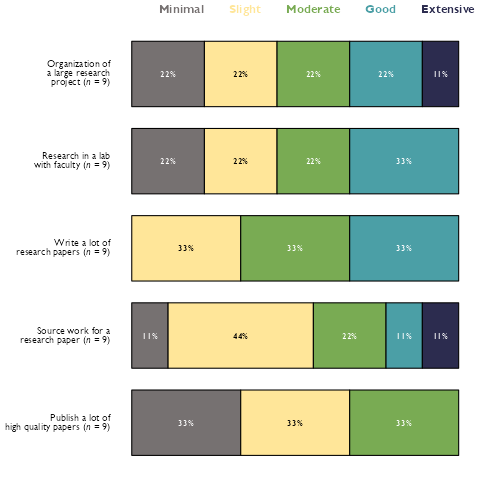 Minimal Slight Moderate Good Extensive
Organization of
a large research
project (n = 9)
22% 22% 22% 22% 11%
Research in a lab
with faculty (n = 9)
22% 22% 22% 33%
Write a lot of
research papers (n = 9)
33% 33% 33%
Source work for a
research paper (n = 9)
11% 44% 22% 11% 11%
Publish a lot of
high quality papers (n = 9)
33% 33% 33%